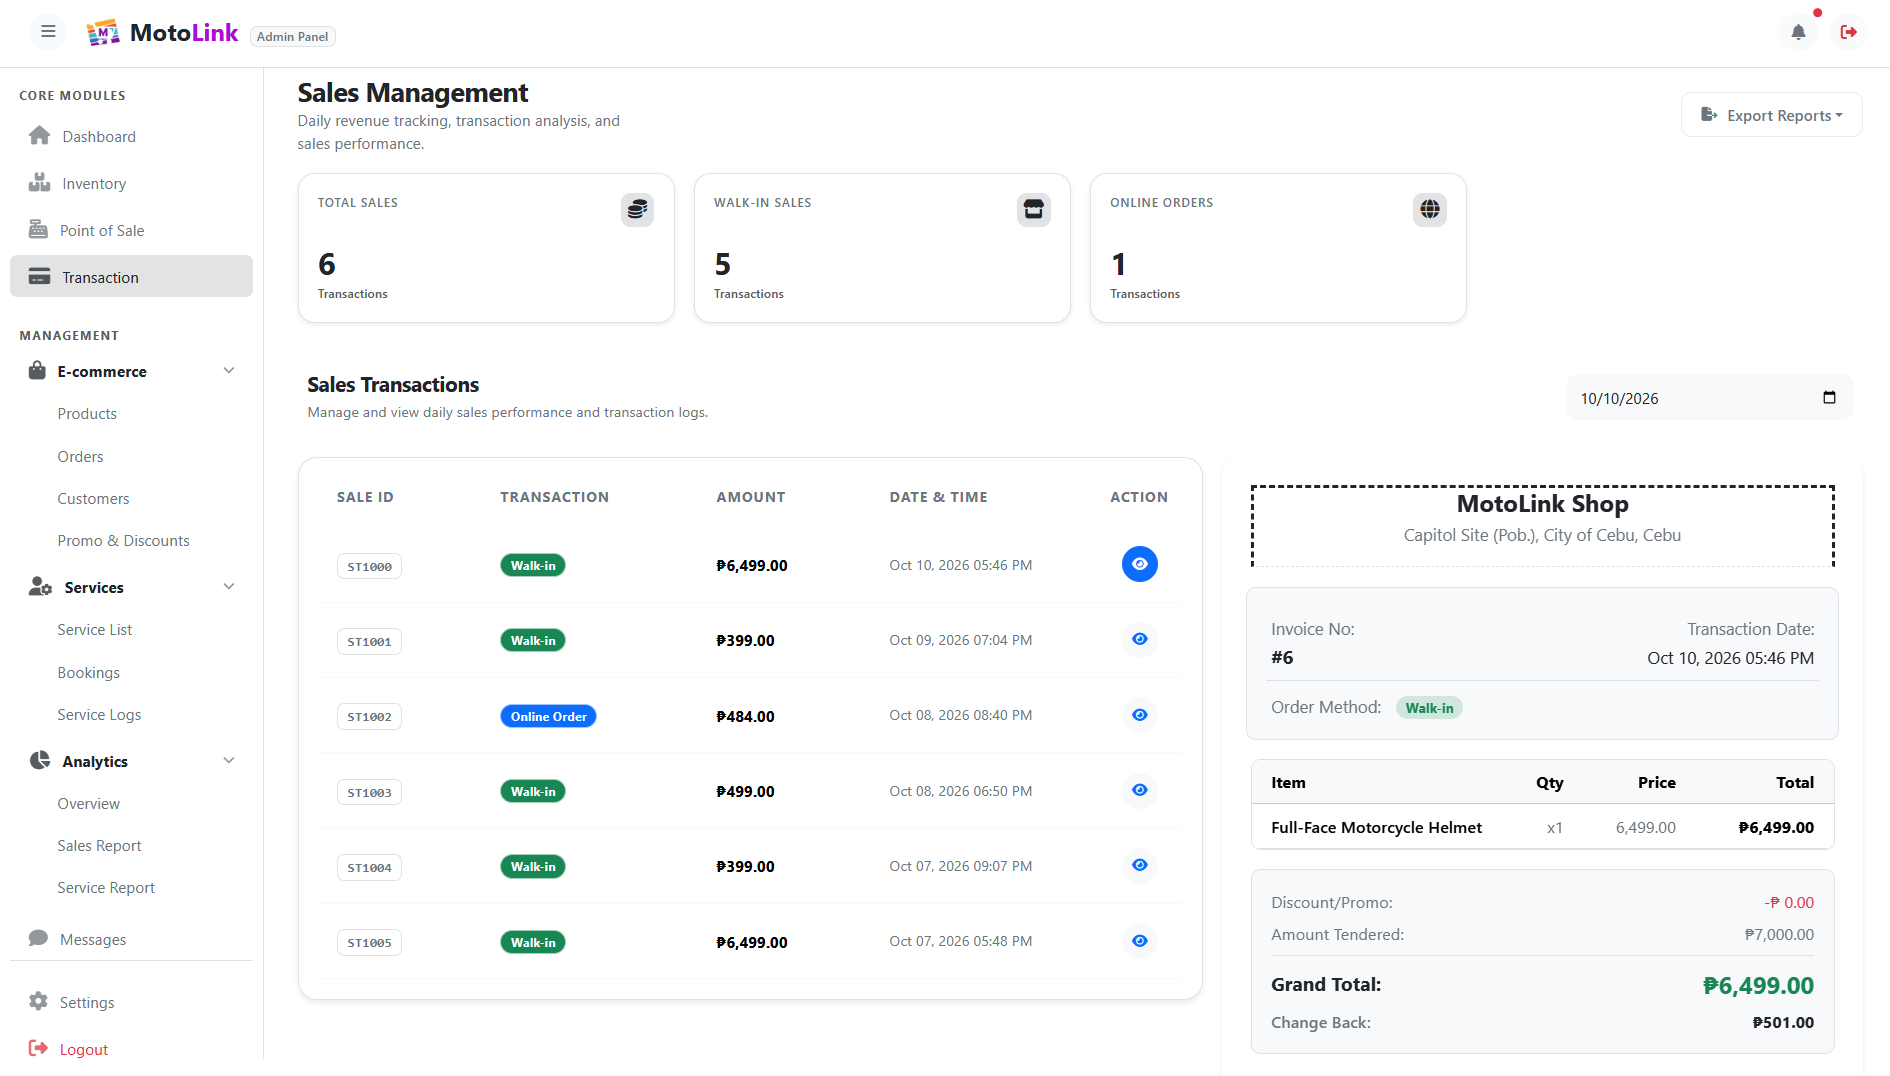 MotoLink Admin Panel
CORE MODULES
Dashboard
Inventory
Point of Sale
Transaction
MANAGEMENT
E-commerce
Products
Orders
Customers
Promo & Discounts
Services
Service List
Bookings
Service Logs
Analytics
Overview
Sales Report
Service Report
Messages
Settings
Logout
Sales Management
Daily revenue tracking, transaction analysis, and
sales performance.
Export Reports
TOTAL SALES
6
Transactions
WALK-IN SALES
5
Transactions
ONLINE ORDERS
1
Transactions
Sales Transactions
Manage and view daily sales performance and transaction logs.
10/10/2026
SALE ID TRANSACTION AMOUNT DATE & TIME ACTION
ST1000 Walk-in ₱6,499.00 Oct 10, 2026 05:46 PM
ST1001 Walk-in ₱399.00 Oct 09, 2026 07:04 PM
ST1002 Online Order ₱484.00 Oct 08, 2026 08:40 PM
ST1003 Walk-in ₱499.00 Oct 08, 2026 06:50 PM
ST1004 Walk-in ₱399.00 Oct 07, 2026 09:07 PM
ST1005 Walk-in ₱6,499.00 Oct 07, 2026 05:48 PM
MotoLink Shop
Capitol Site (Pob.), City of Cebu, Cebu
Invoice No: Transaction Date:
#6 Oct 10, 2026 05:46 PM
Order Method: Walk-in
Item Qty Price Total
Full-Face Motorcycle Helmet x1 6,499.00 ₱6,499.00
Discount/Promo: -₱ 0.00
Amount Tendered: ₱7,000.00
Grand Total: ₱6,499.00
Change Back: ₱501.00